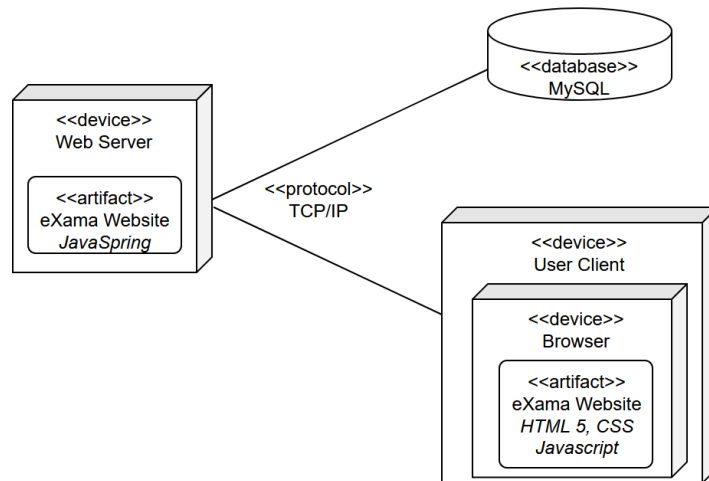 <<database>>
MySQL
<<device>>
Web Server
<<artifact>>
eXama Website
JavaSpring
<<protocol>>
TCP/IP
<<device>>
User Client
<<device>>
Browser
<<artifact>>
eXama Website
HTML 5, CSS
Javascript